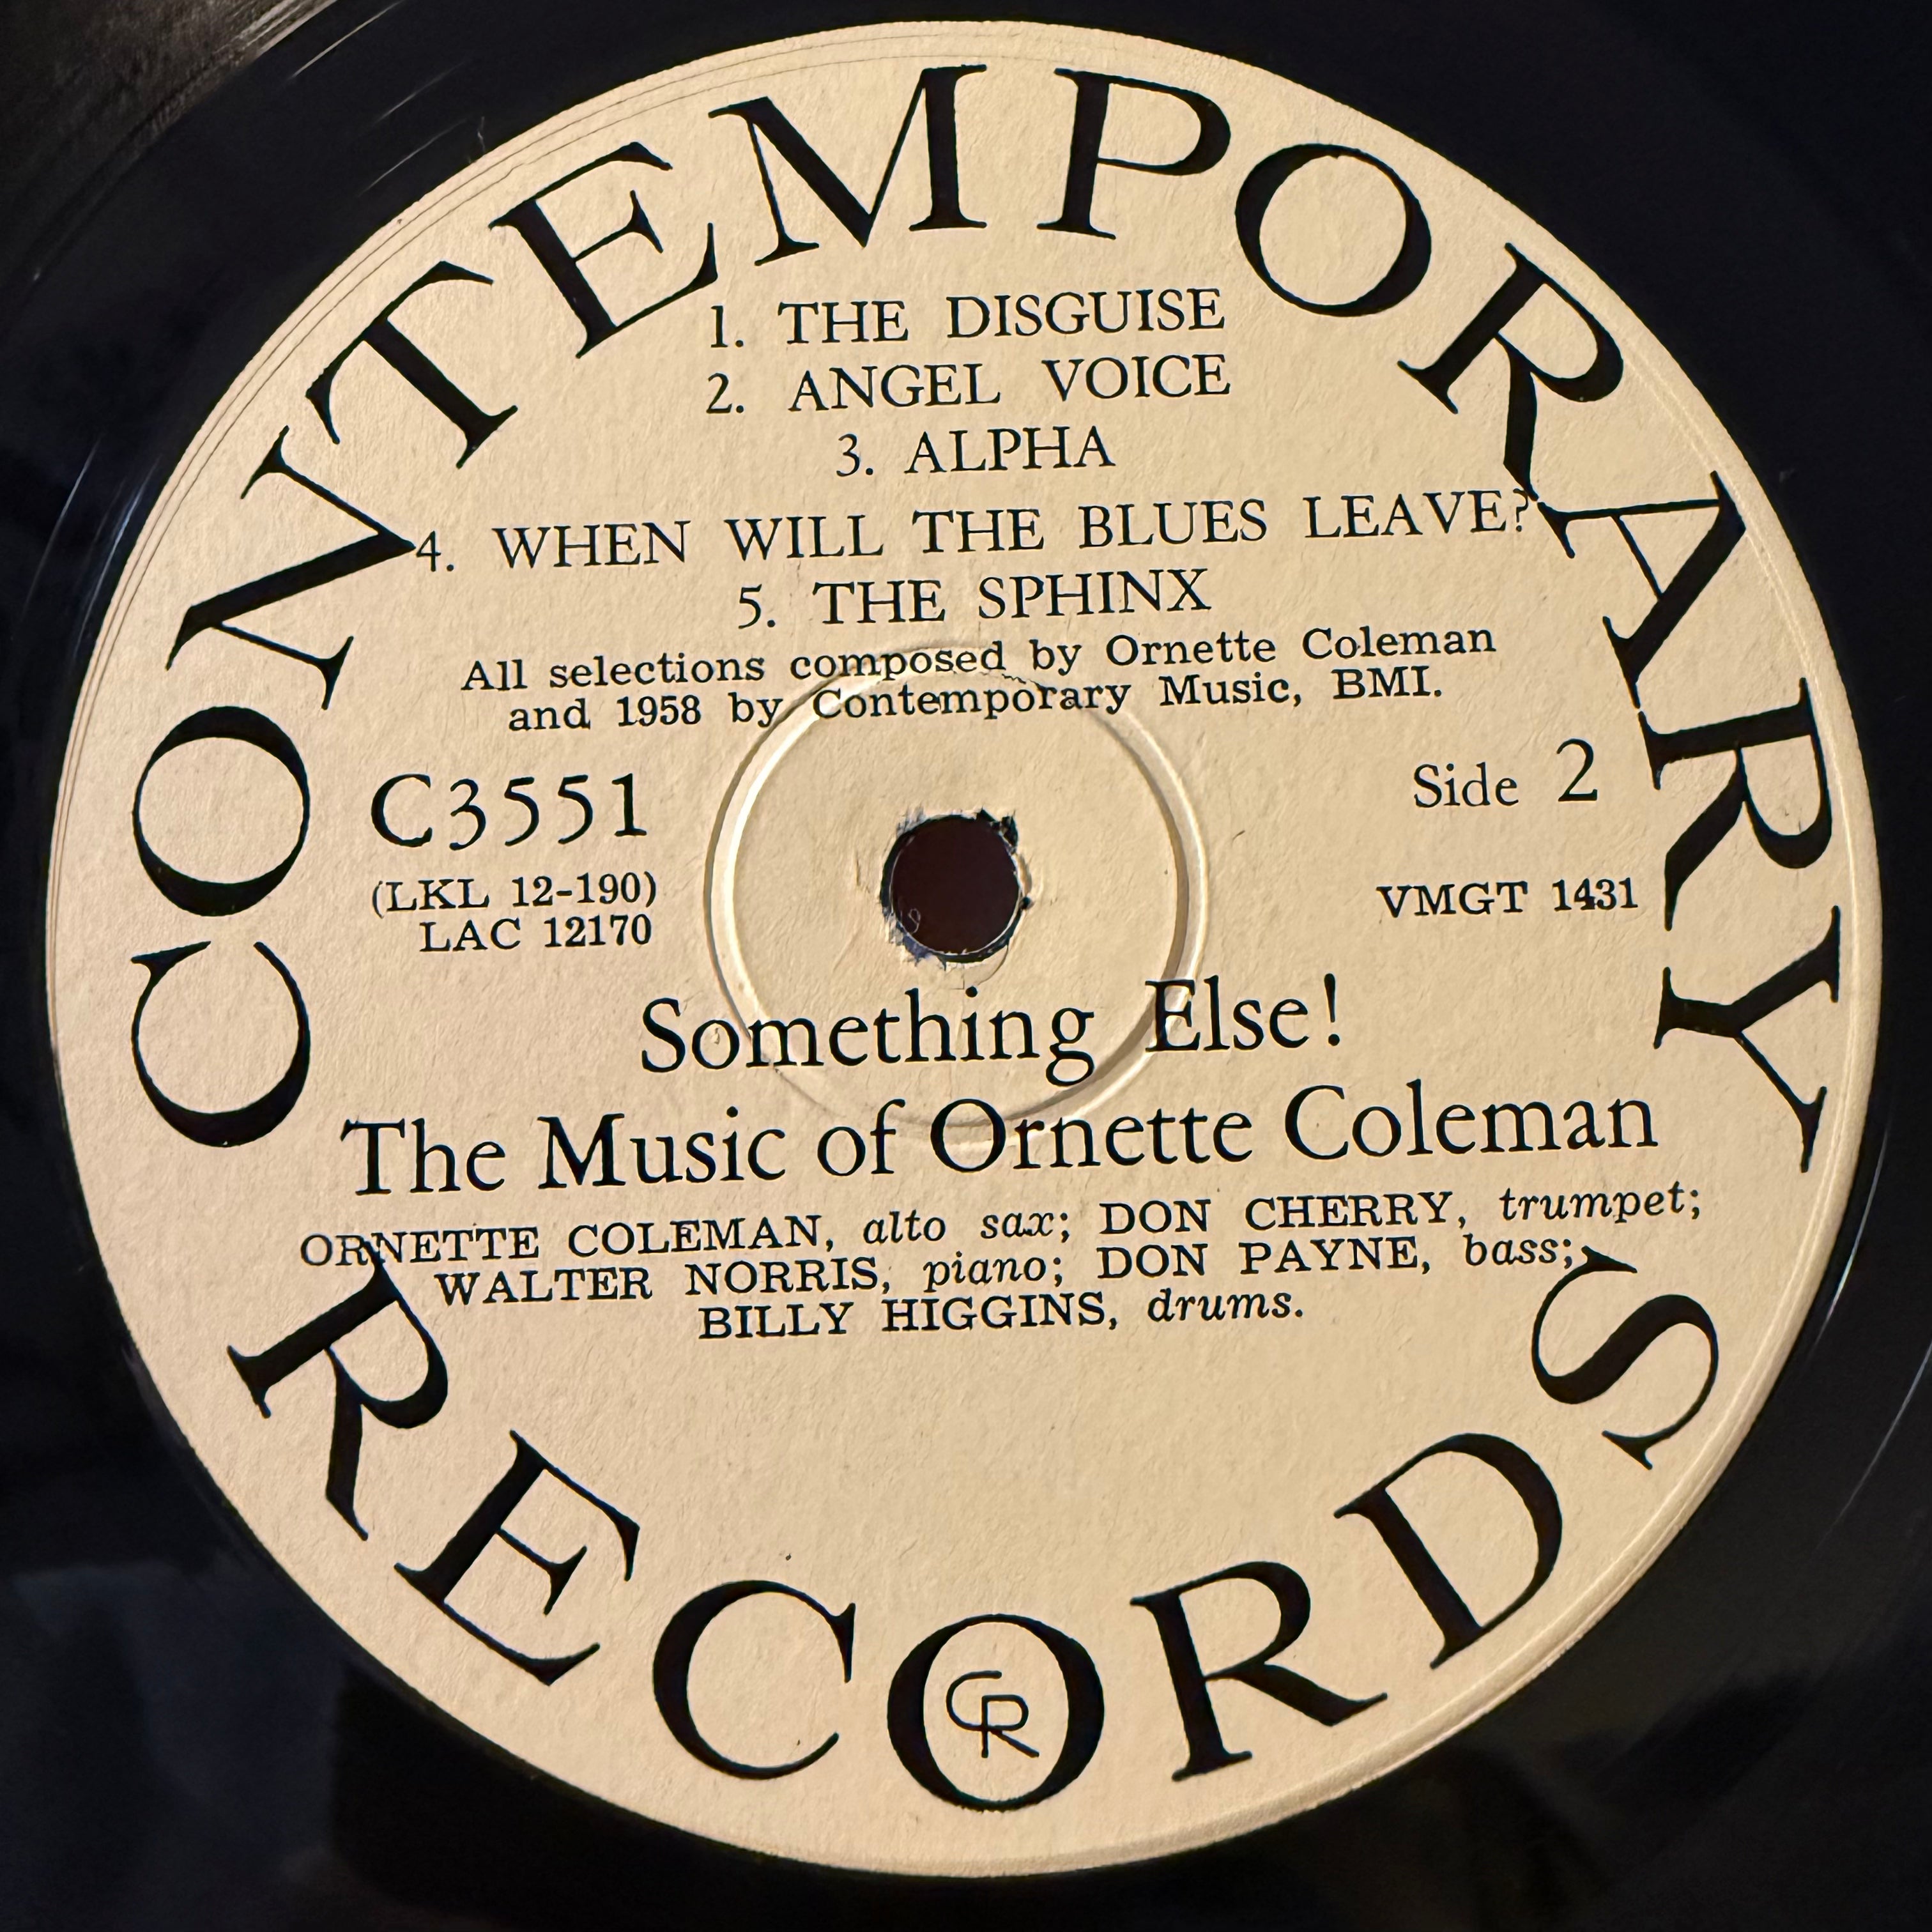 CONTEMPORARY
1. THE DISGUISE
2. ANGEL VOICE
3. ALPHA
4. WHEN WILL THE BLUES LEAVE?
5. THE SPHINX
All selections composed by Ornette Coleman
and 1958 by Contemporary Music, BMI.
C3551
Side 2
(LKL 12-190)
LAC 12170
VMGT 1431
Something Else!
The Music of Ornette Coleman
ORNETTE COLEMAN, alto sax; DON CHERRY, trumpet;
WALTER NORRIS, piano; DON PAYNE, bass;
BILLY HIGGINS, drums.
RECORDS
CR